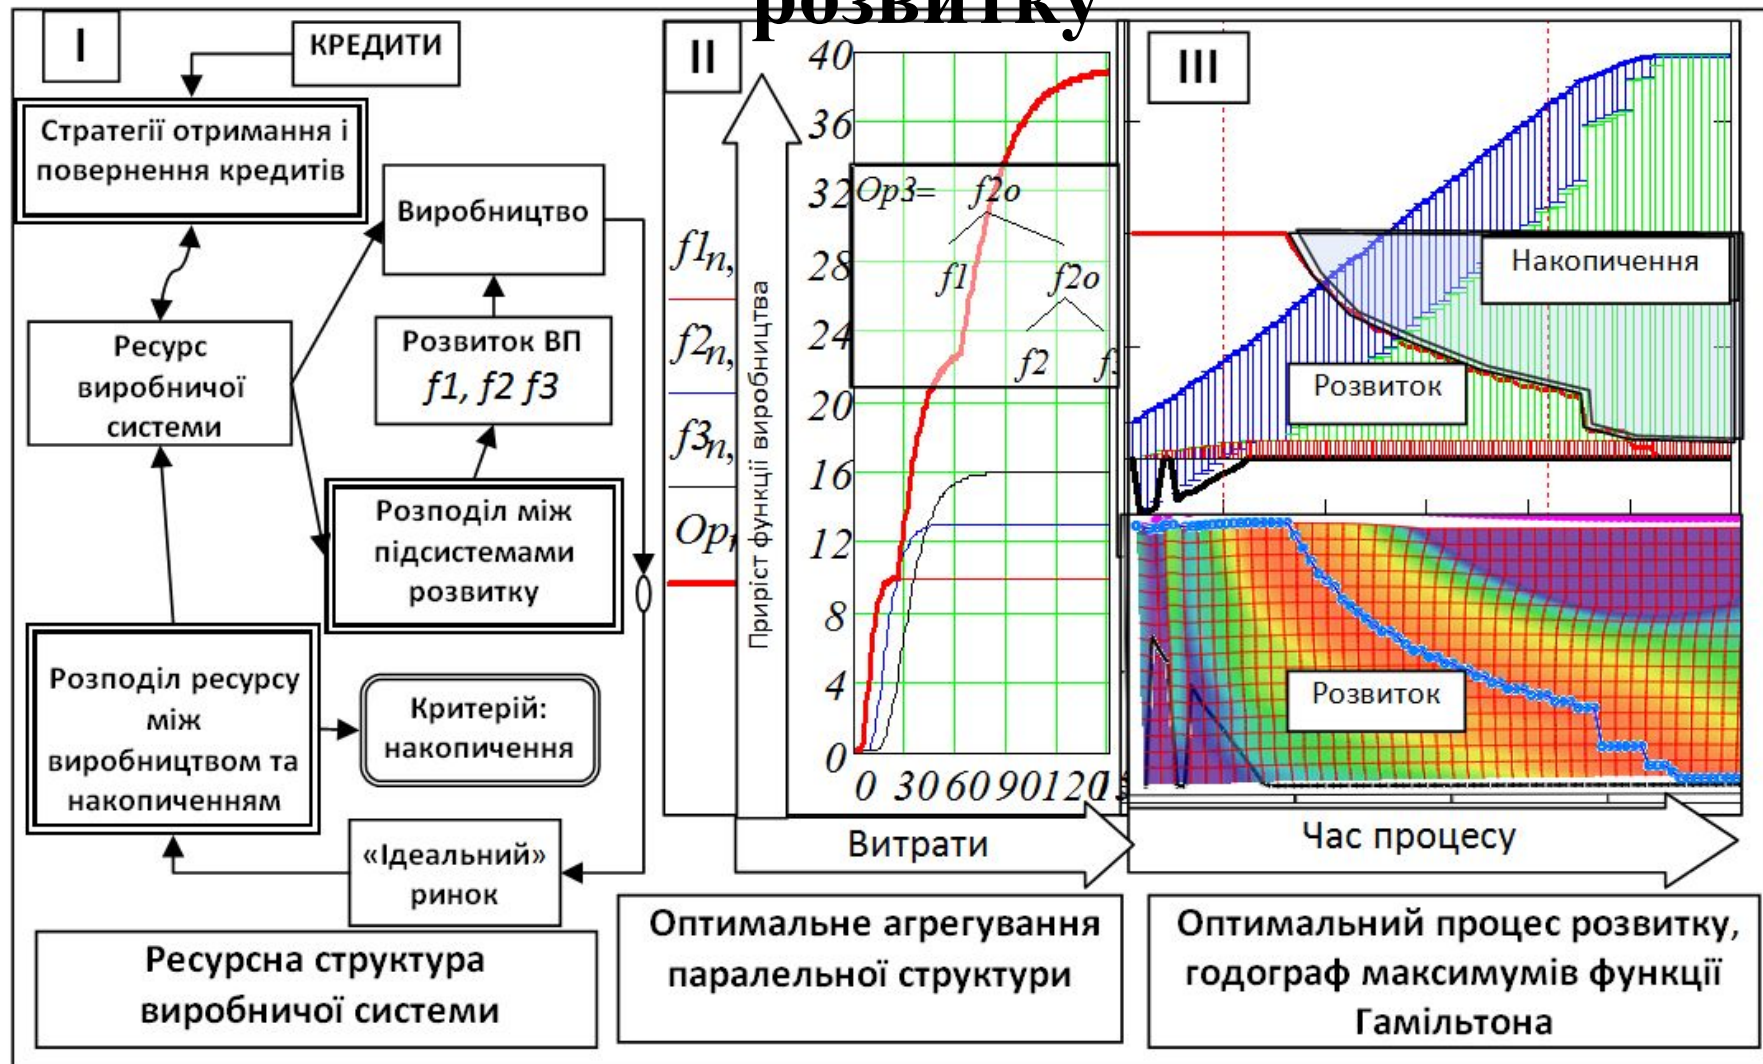 розвитку
I
КРЕДИТИ
Стратегії отримання і
повернення кредитів
Виробництво
Ресурс
виробничої
системи
Розвиток ВП
f1, f2 f3
Розподіл між
підсистемами
розвитку
Розподіл ресурсу
між
виробництвом та
накопиченням
Критерій:
накопичення
«Ідеальний»
ринок
Ресурсна структура
виробничої системи
II
f1n,
f2n,
f3n,
Op
Приріст функції виробництва
40
36
32
28
24
20
16
12
8
4
0
Op3= f2o
f1 f2o
f2
0 30 60 90 120
Витрати
Оптимальне агрегування
паралельної структури
III
Накопичення
Розвиток
Розвиток
Час процесу
Оптимальний процес розвитку,
годограф максимумів функції
Гамільтона